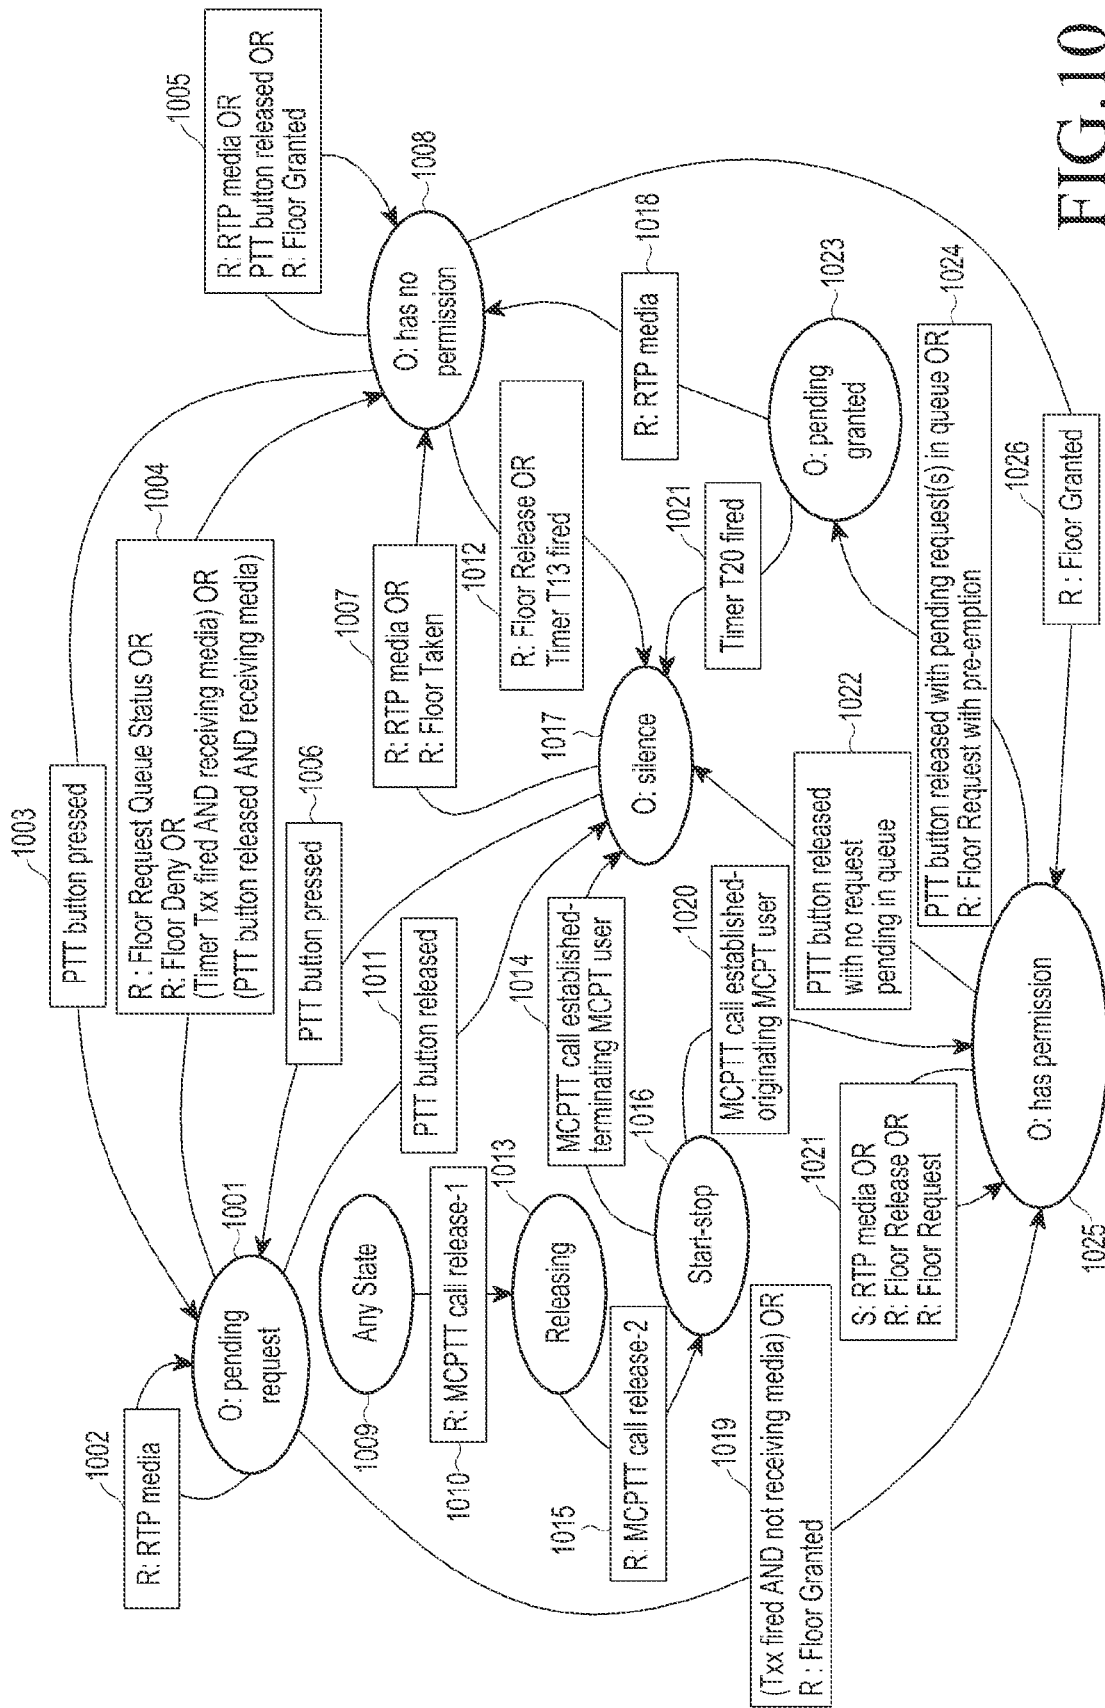 1002
R: RTP media
O: pending
request
1001
1003
PTT button pressed
1004
R : Floor Request Queue Status OR
R: Floor Deny OR
(Timer Txx fired AND receiving media) OR
(PTT button released AND receiving media)
1005
R: RTP media OR
PTT button released OR
R: Floor Granted
1006
PTT button pressed
1007
R: RTP media OR
R: Floor Taken
O: has no
permission
1008
Any State
1009
1010
R: MCPTT call release-1
1011
PTT button released
1012
R: Floor Release OR
Timer T13 fired
Releasing
1013
1014
MCPTT call established-
terminating MCPT user
1015
R: MCPTT call release-2
Start-stop
1016
O: silence
1017
1018
R: RTP media
1019
(Txx fired AND not receiving media) OR
R : Floor Granted
1020
MCPTT call established-
originating MCPT user
1021
Timer T20 fired
1021
S: RTP media OR
R: Floor Release OR
R: Floor Request
1022
PTT button released
with no request
pending in queue
O: pending
granted
1023
1024
PTT button released with pending request(s) in queue OR
R: Floor Request with pre-emption
O: has permission
1025
1026
R : Floor Granted
FIG.10